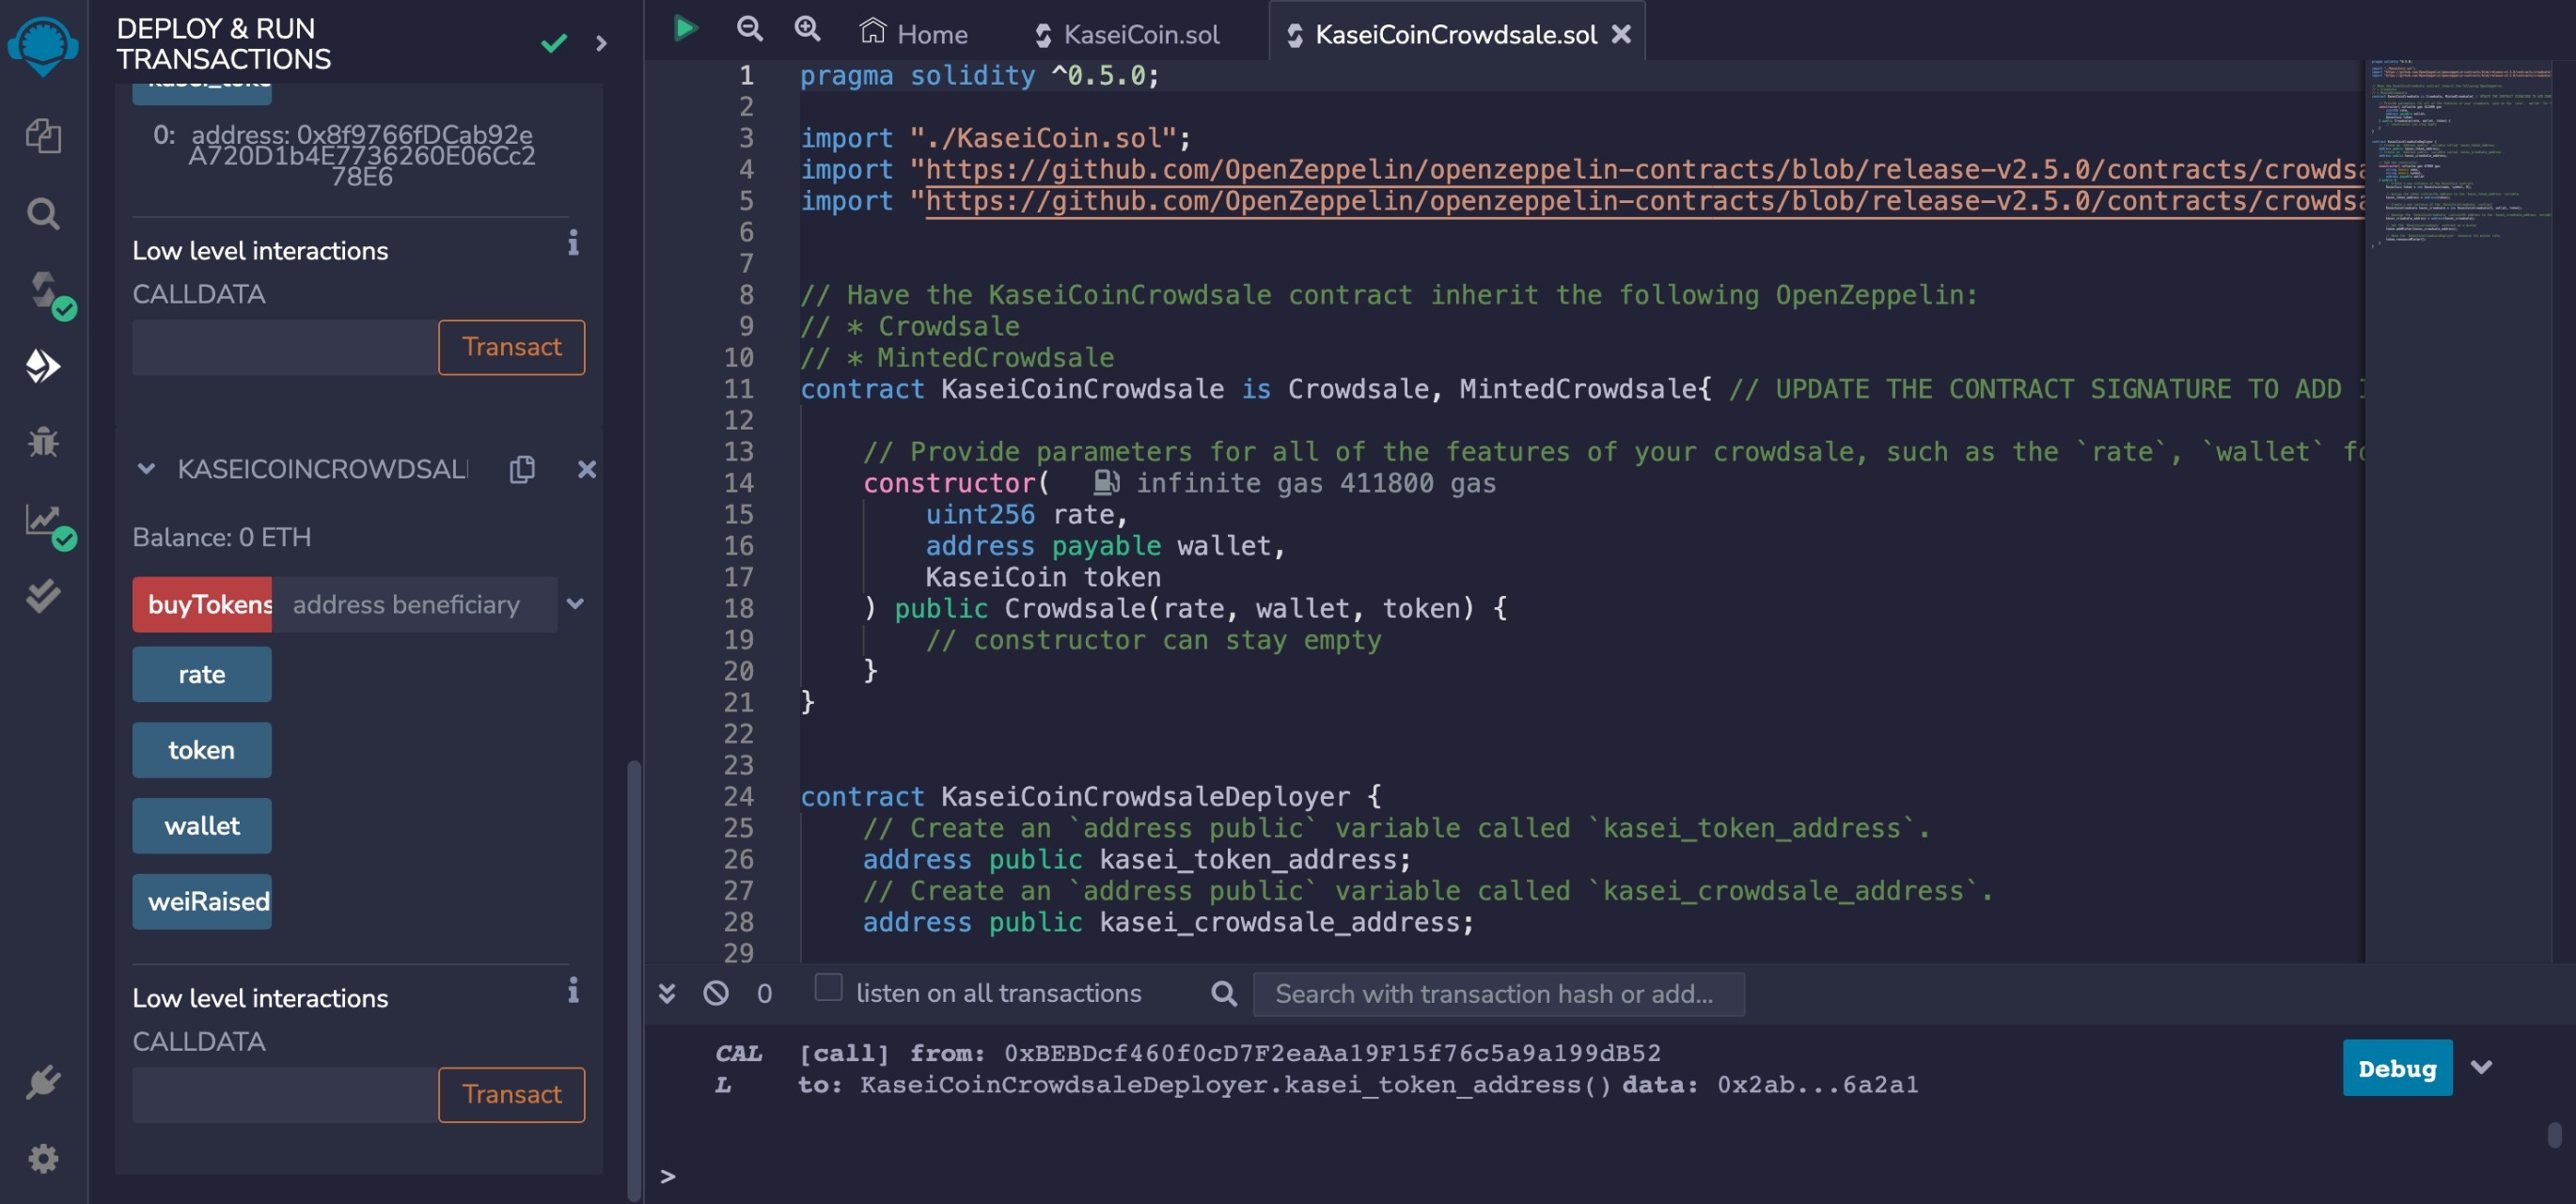 DEPLOY & RUN
TRANSACTIONS
0: address: 0x8f9766fDCab92e
A720D1b4E7736260E06Cc2
78E6
Low level interactions
CALLDATA
Transact
KASEICOINCROWDSAL
Balance: 0 ETH
buyTokens address beneficiary
rate
token
wallet
weiRaised
Low level interactions
CALLDATA
Transact
Home KaseiCoin.sol KaseiCoinCrowdsale.sol
1 pragma solidity ^0.5.0;
2
3 import "./KaseiCoin.sol";
4 import "https://github.com/OpenZeppelin/openzeppelin-contracts/blob/release-v2.5.0/contracts/crowdsa
5 import "https://github.com/OpenZeppelin/openzeppelin-contracts/blob/release-v2.5.0/contracts/crowdsa
6
7
8 // Have the KaseiCoinCrowdsale contract inherit the following OpenZeppelin:
9 // * Crowdsale
10 // * MintedCrowdsale
11 contract KaseiCoinCrowdsale is Crowdsale, MintedCrowdsale{ // UPDATE THE CONTRACT SIGNATURE TO ADD
12
13 // Provide parameters for all of the features of your crowdsale, such as the `rate`, `wallet` fo
14 constructor( infinite gas 411800 gas
15 uint256 rate,
16 address payable wallet,
17 KaseiCoin token
18 ) public Crowdsale(rate, wallet, token) {
19 // constructor can stay empty
20 }
21 }
22
23
24 contract KaseiCoinCrowdsaleDeployer {
25 // Create an `address public` variable called `kasei_token_address`.
26 address public kasei_token_address;
27 // Create an `address public` variable called `kasei_crowdsale_address`.
28 address public kasei_crowdsale_address;
29
0 listen on all transactions Search with transaction hash or add...
CAL [call] from: 0xBEBDcf460f0cD7F2eaAa19F15f76c5a9a199dB52
L to: KaseiCoinCrowdsaleDeployer.kasei_token_address() data: 0x2ab...6a2a1
Debug
>